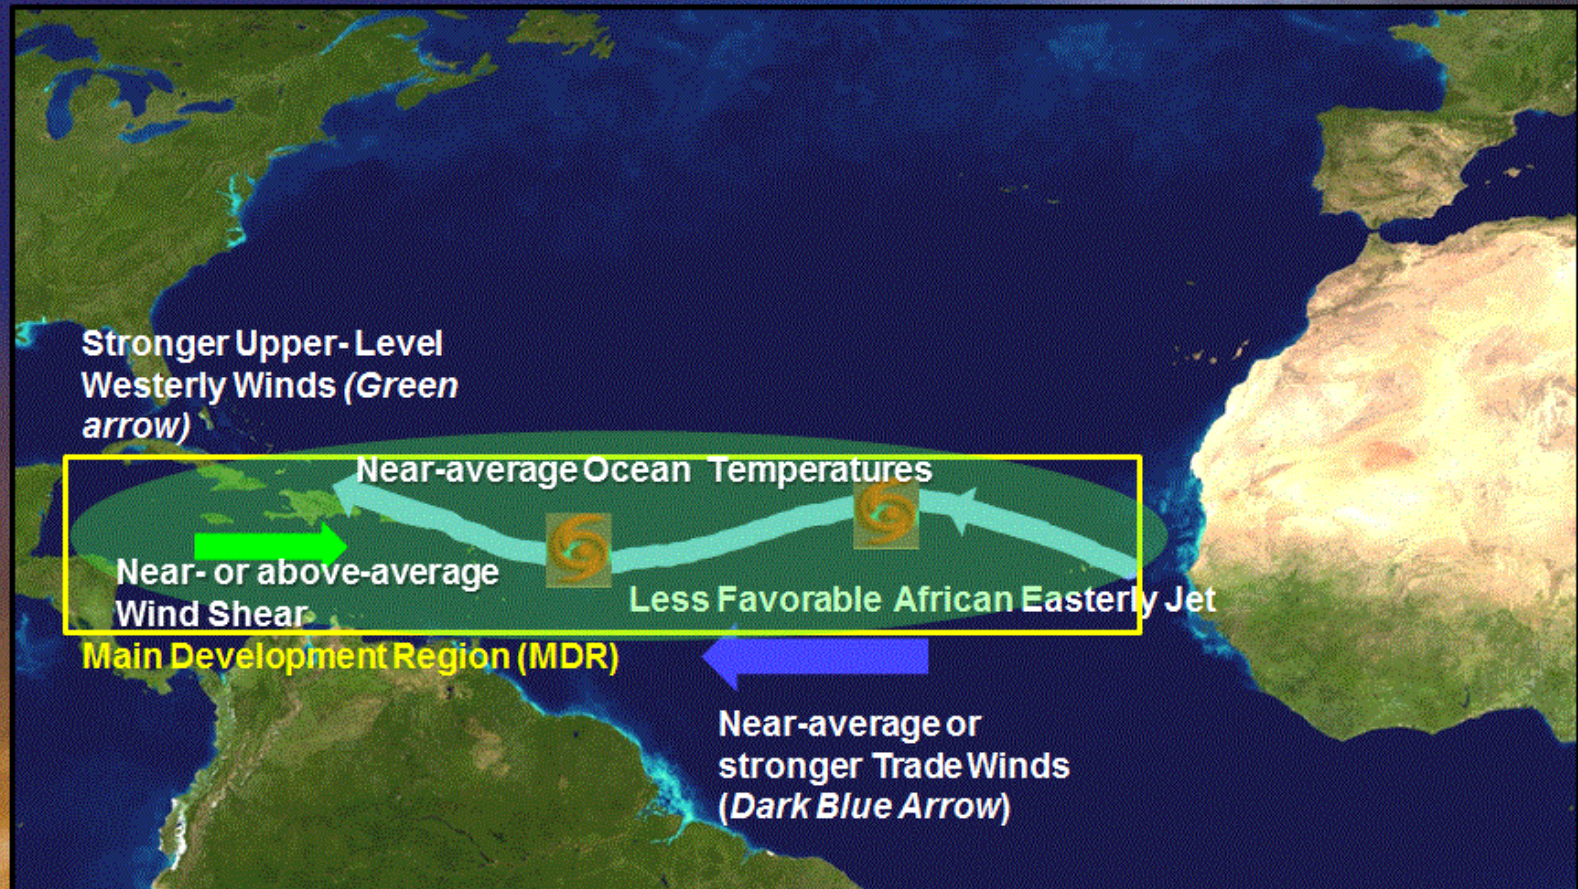 Stronger Upper- Level
Westerly Winds (Green
arrow)
Near-average Ocean Temperatures
Near- or above-average
Wind Shear
Less Favorable African Easterly Jet
Main Development Region (MDR)
Near-average or
stronger Trade Winds
(Dark Blue Arrow)